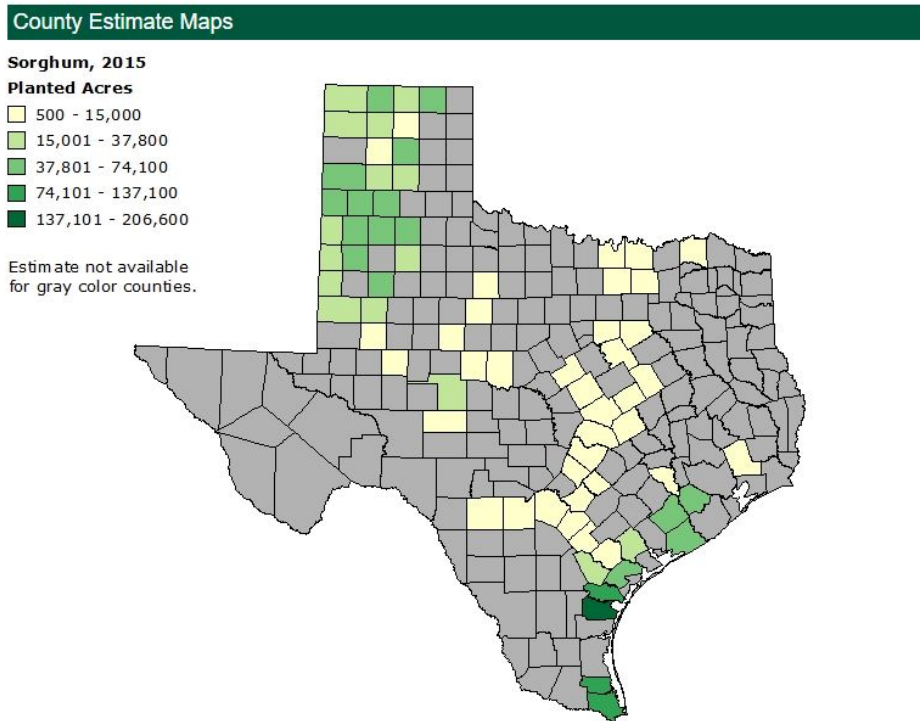 County Estimate Maps
Sorghum, 2015
Planted Acres
500 - 15,000
15,001 - 37,800
37,801 - 74,100
74,101 - 137,100
137,101 - 206,600
Estimate not available
for gray color counties.